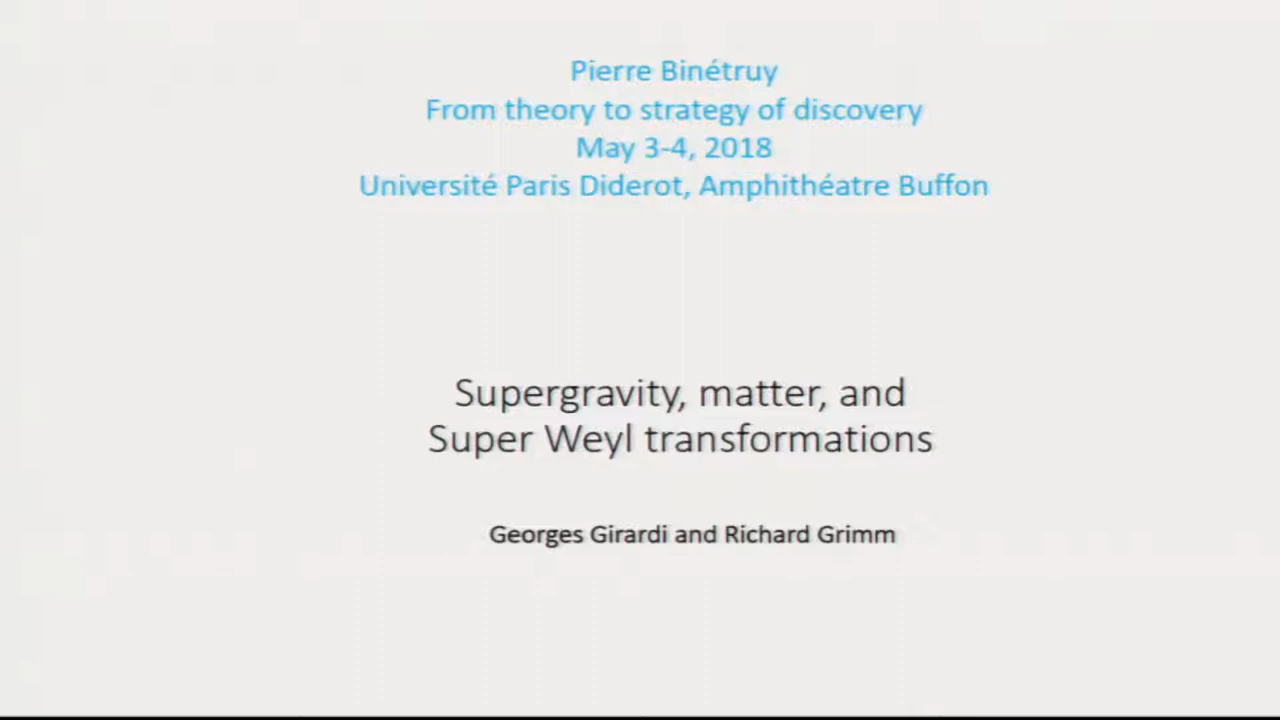 Pierre Binétruy
From theory to strategy of discovery
May 3-4, 2018
Université Paris Diderot, Amphithéatre Buffon
Supergravity, matter, and
Super Weyl transformations
Georges Girardi and Richard Grimm